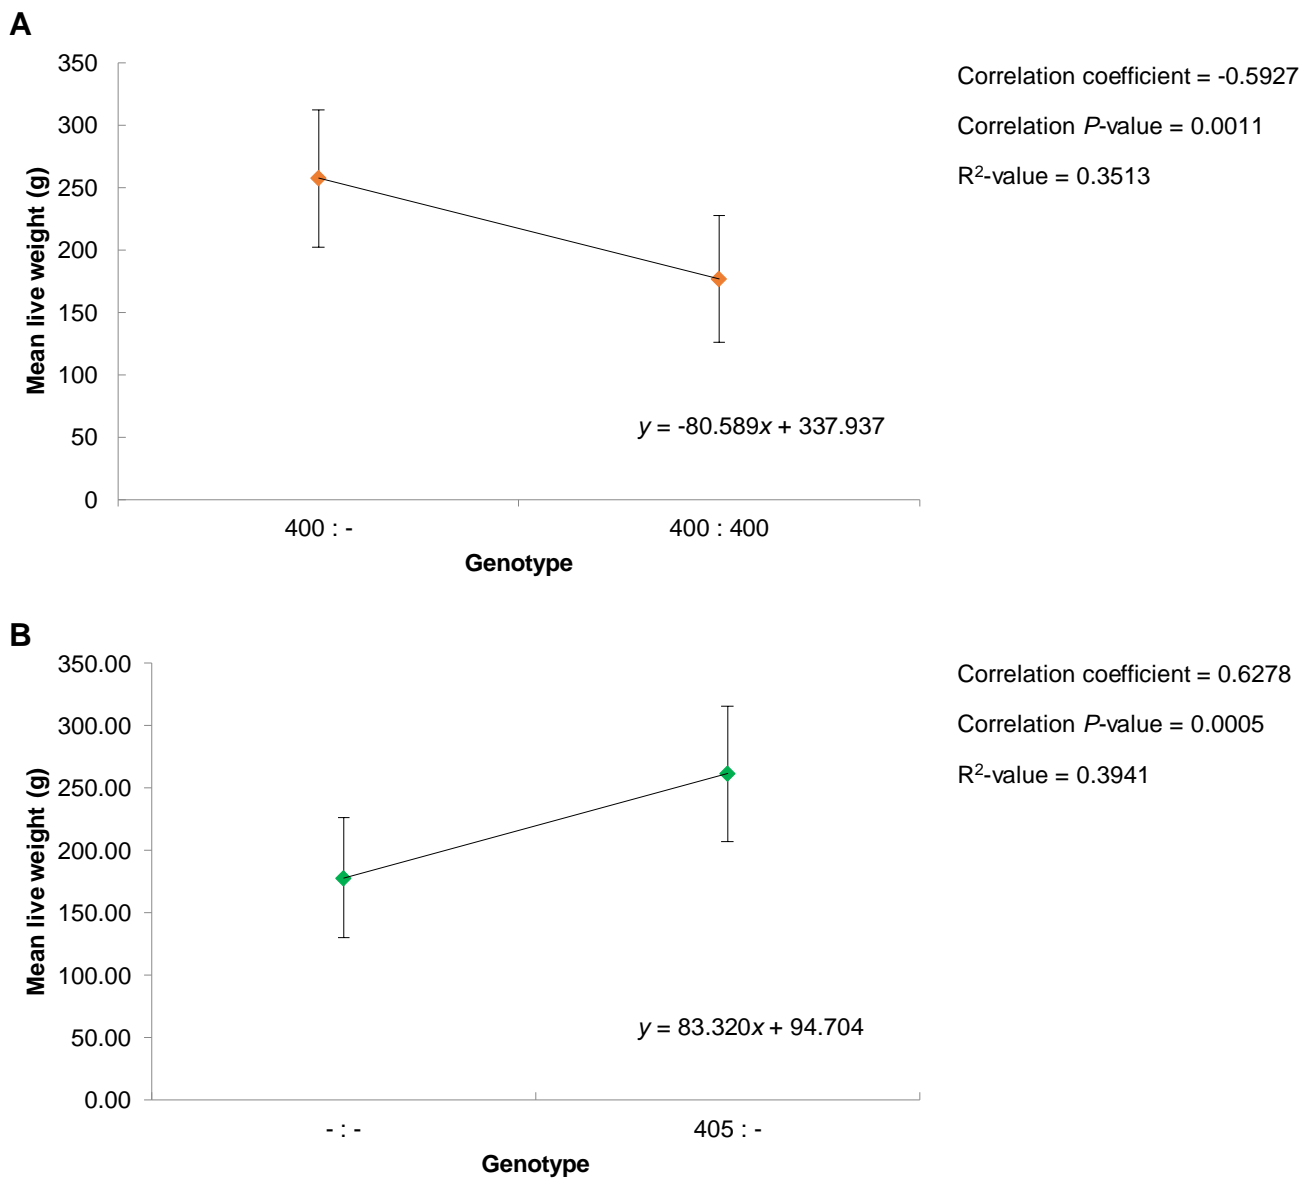 A
350
300
250
200
150
100
50
0
Mean live weight (g)
400 : -
400 : 400
Genotype
y = -80.589x + 337.937
Correlation coefficient = -0.5927
Correlation P-value = 0.0011
R²-value = 0.3513
B
350.00
300.00
250.00
200.00
150.00
100.00
50.00
0.00
Mean live weight (g)
- : -
405 : -
Genotype
y = 83.320x + 94.704
Correlation coefficient = 0.6278
Correlation P-value = 0.0005
R²-value = 0.3941